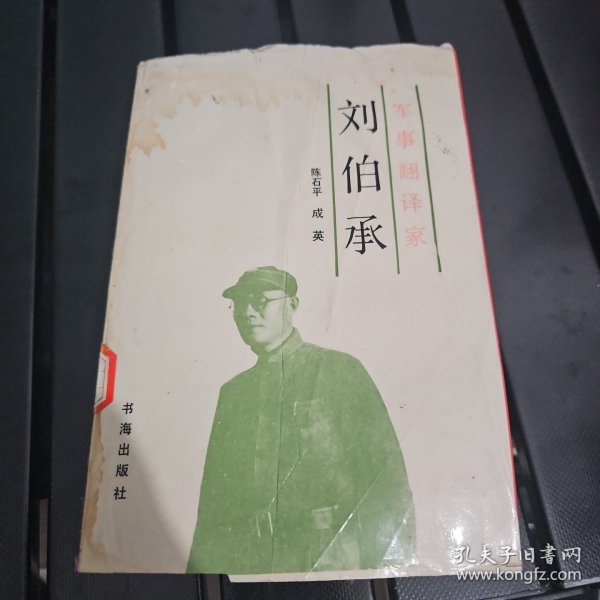 军事翻译家
刘伯承
陈石平 成英
书海出版社
孔夫子旧书网
www.kongfz.com